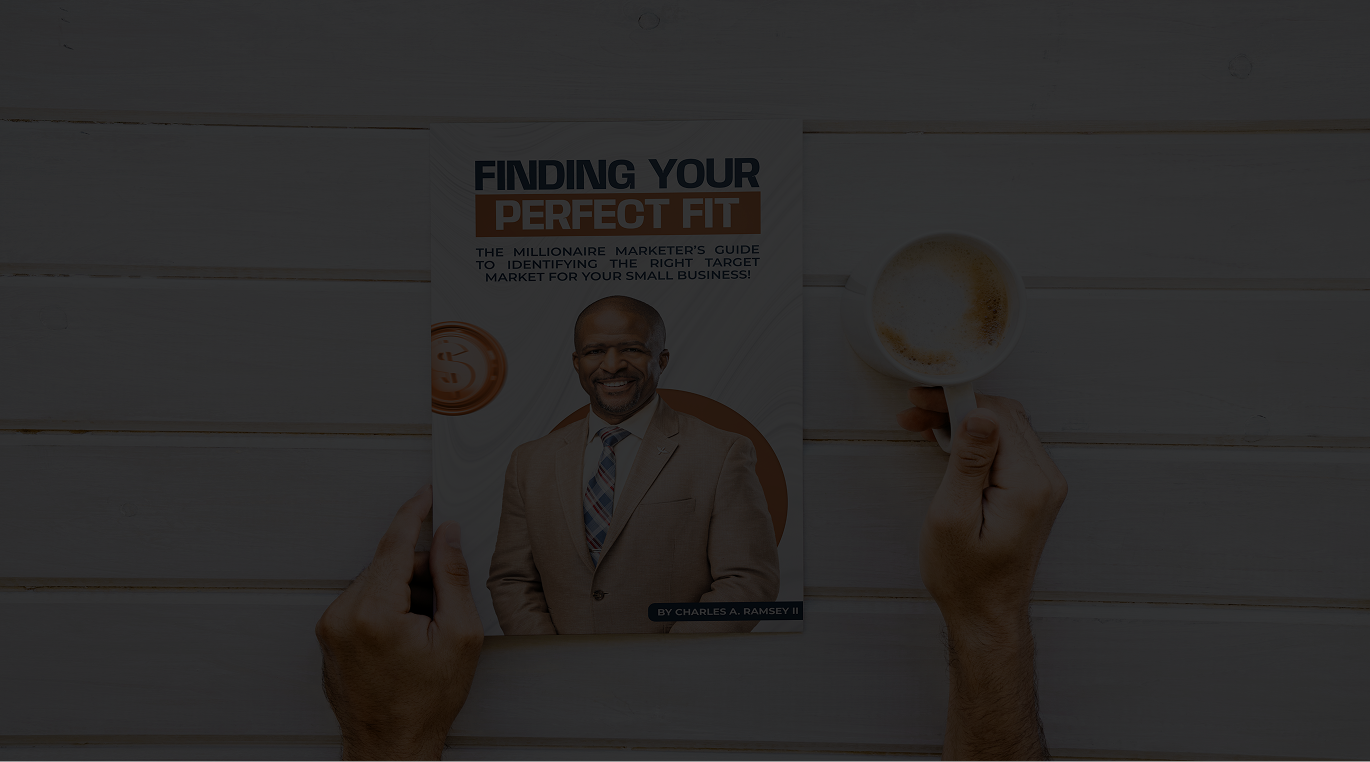 FINDING YOUR
PERFECT FIT
THE MILLIONAIRE MARKETER'S GUIDE
TO IDENTIFYING THE RIGHT TARGET
MARKET FOR YOUR SMALL BUSINESS!
BY CHARLES A. RAMSEY II